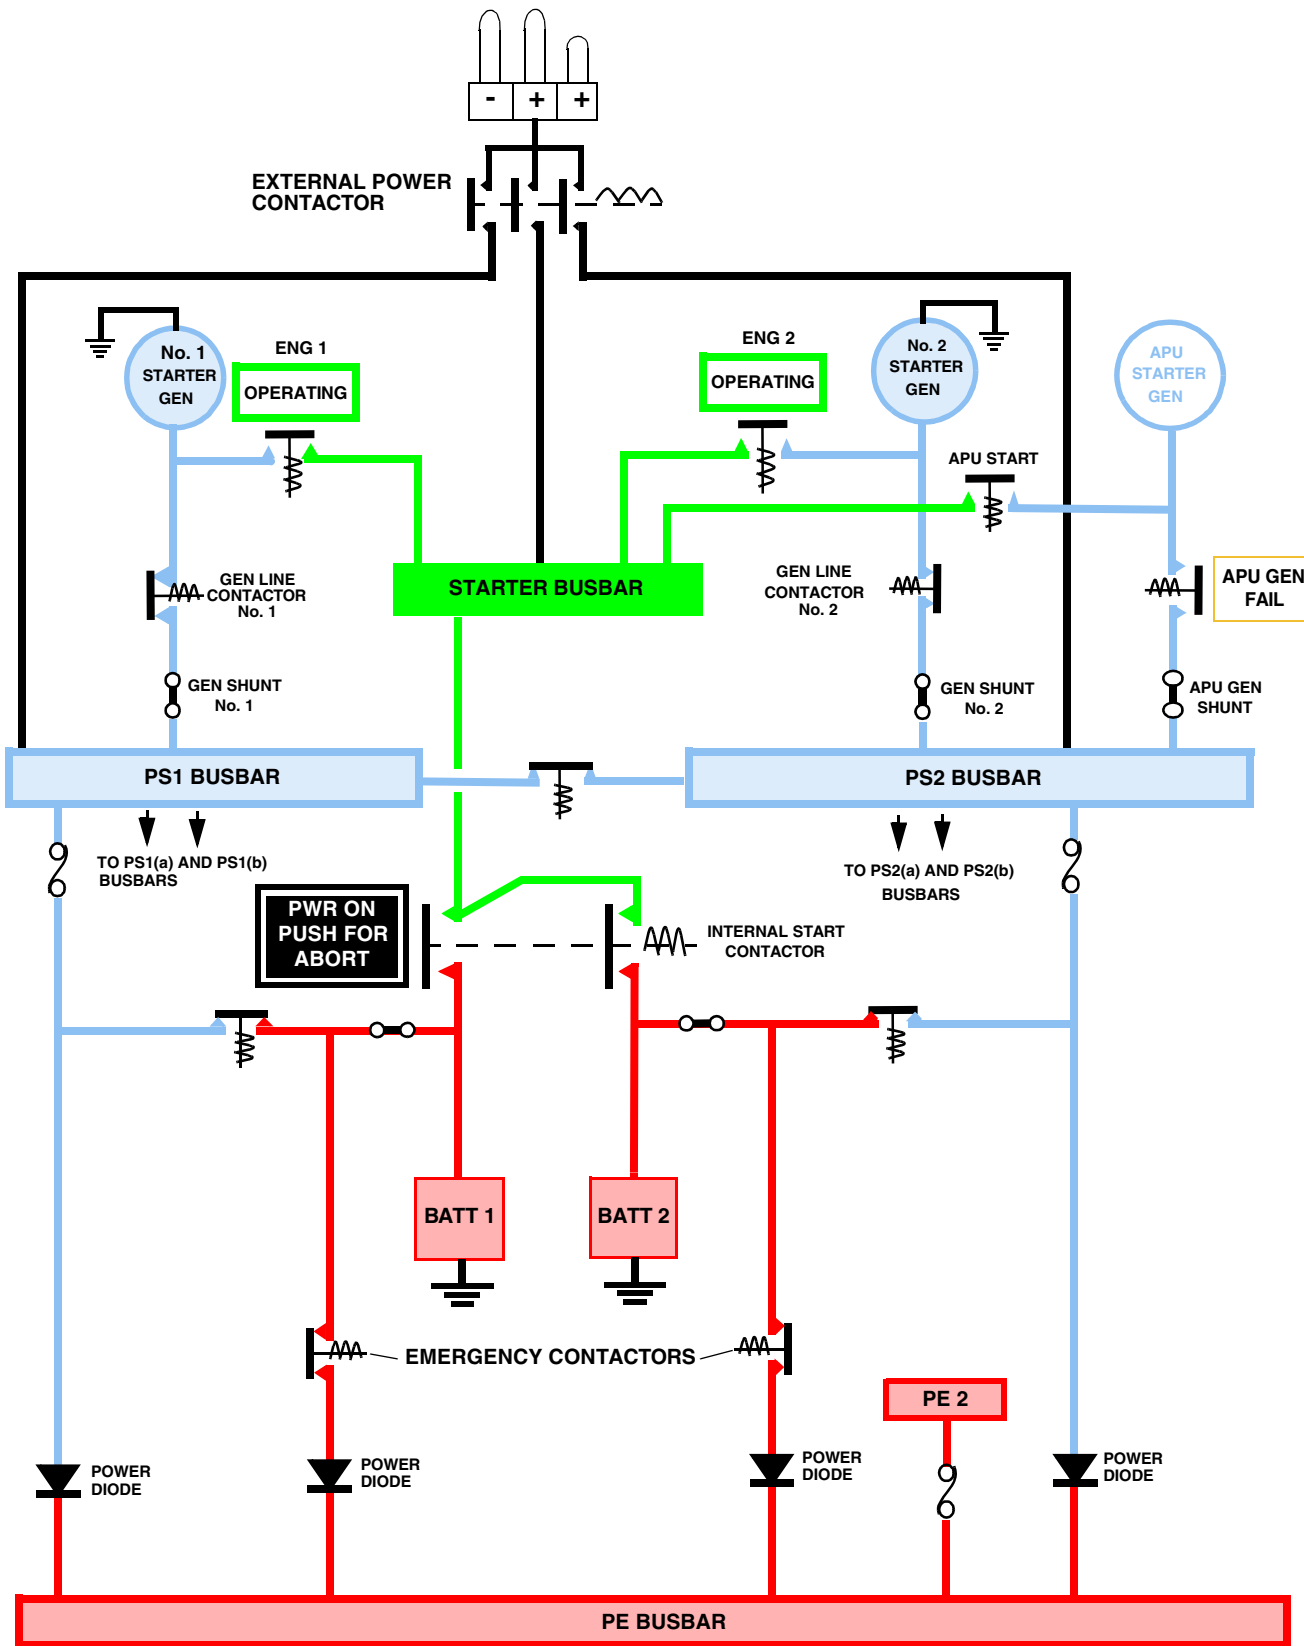 - + +
EXTERNAL POWER
CONTACTOR
No. 1
STARTER
GEN
ENG 1
OPERATING
ENG 2
OPERATING
No. 2
STARTER
GEN
APU
STARTER
GEN
APU START
GEN LINE
CONTACTOR
No. 1
STARTER BUSBAR
GEN LINE
CONTACTOR
No. 2
APU GEN
FAIL
GEN SHUNT
No. 1
GEN SHUNT
No. 2
APU GEN
SHUNT
PS1 BUSBAR
PS2 BUSBAR
TO PS1(a) AND PS1(b)
BUSBARS
TO PS2(a) AND PS2(b)
BUSBARS
PWR ON
PUSH FOR
ABORT
INTERNAL START
CONTACTOR
BATT 1
BATT 2
EMERGENCY CONTACTORS
PE 2
POWER
DIODE
POWER
DIODE
POWER
DIODE
POWER
DIODE
PE BUSBAR